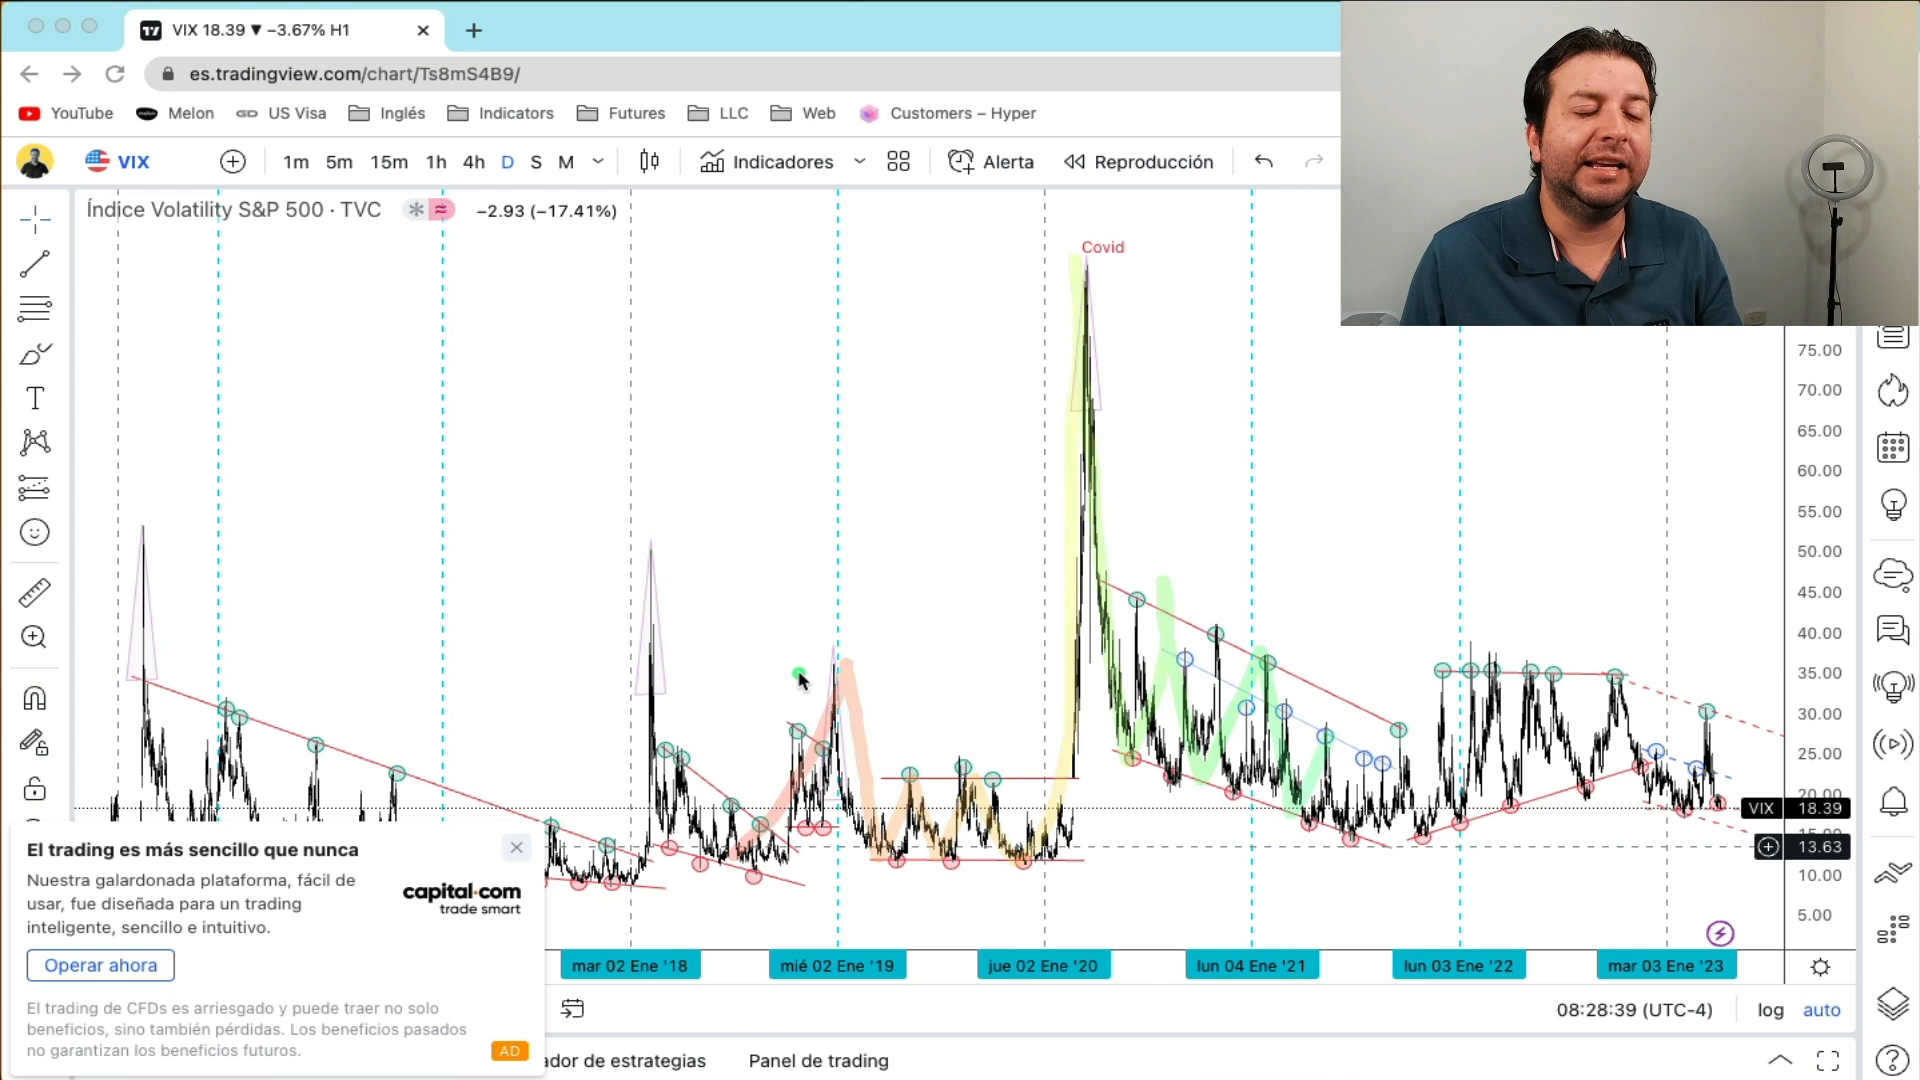 VIX 18.39 ▼ −3.67% H1
es.tradingview.com/chart/Ts8mS4B9/
YouTube
Melon
US Visa
Inglés
Indicators
Futures
LLC
Web
Customers – Hyper
VIX
1m 5m 15m 1h 4h D S M
Indicadores
Alerta
Reproducción
Índice Volatility S&P 500 · TVC
−2.93 (−17.41%)
Covid
75.00
70.00
65.00
60.00
55.00
50.00
45.00
40.00
35.00
30.00
25.00
20.00
VIX 18.39
15.00
13.63
10.00
5.00
El trading es más sencillo que nunca
Nuestra galardonada plataforma, fácil de
usar, fue diseñada para un trading
inteligente, sencillo e intuitivo.
capital.com
trade smart
Operar ahora
El trading de CFDs es arriesgado y puede traer no solo
beneficios, sino también pérdidas. Los beneficios pasados
no garantizan los beneficios futuros.
AD
mar 02 Ene '18
mié 02 Ene '19
jue 02 Ene '20
lun 04 Ene '21
lun 03 Ene '22
mar 03 Ene '23
08:28:39 (UTC-4)
log
auto
ador de estrategias
Panel de trading